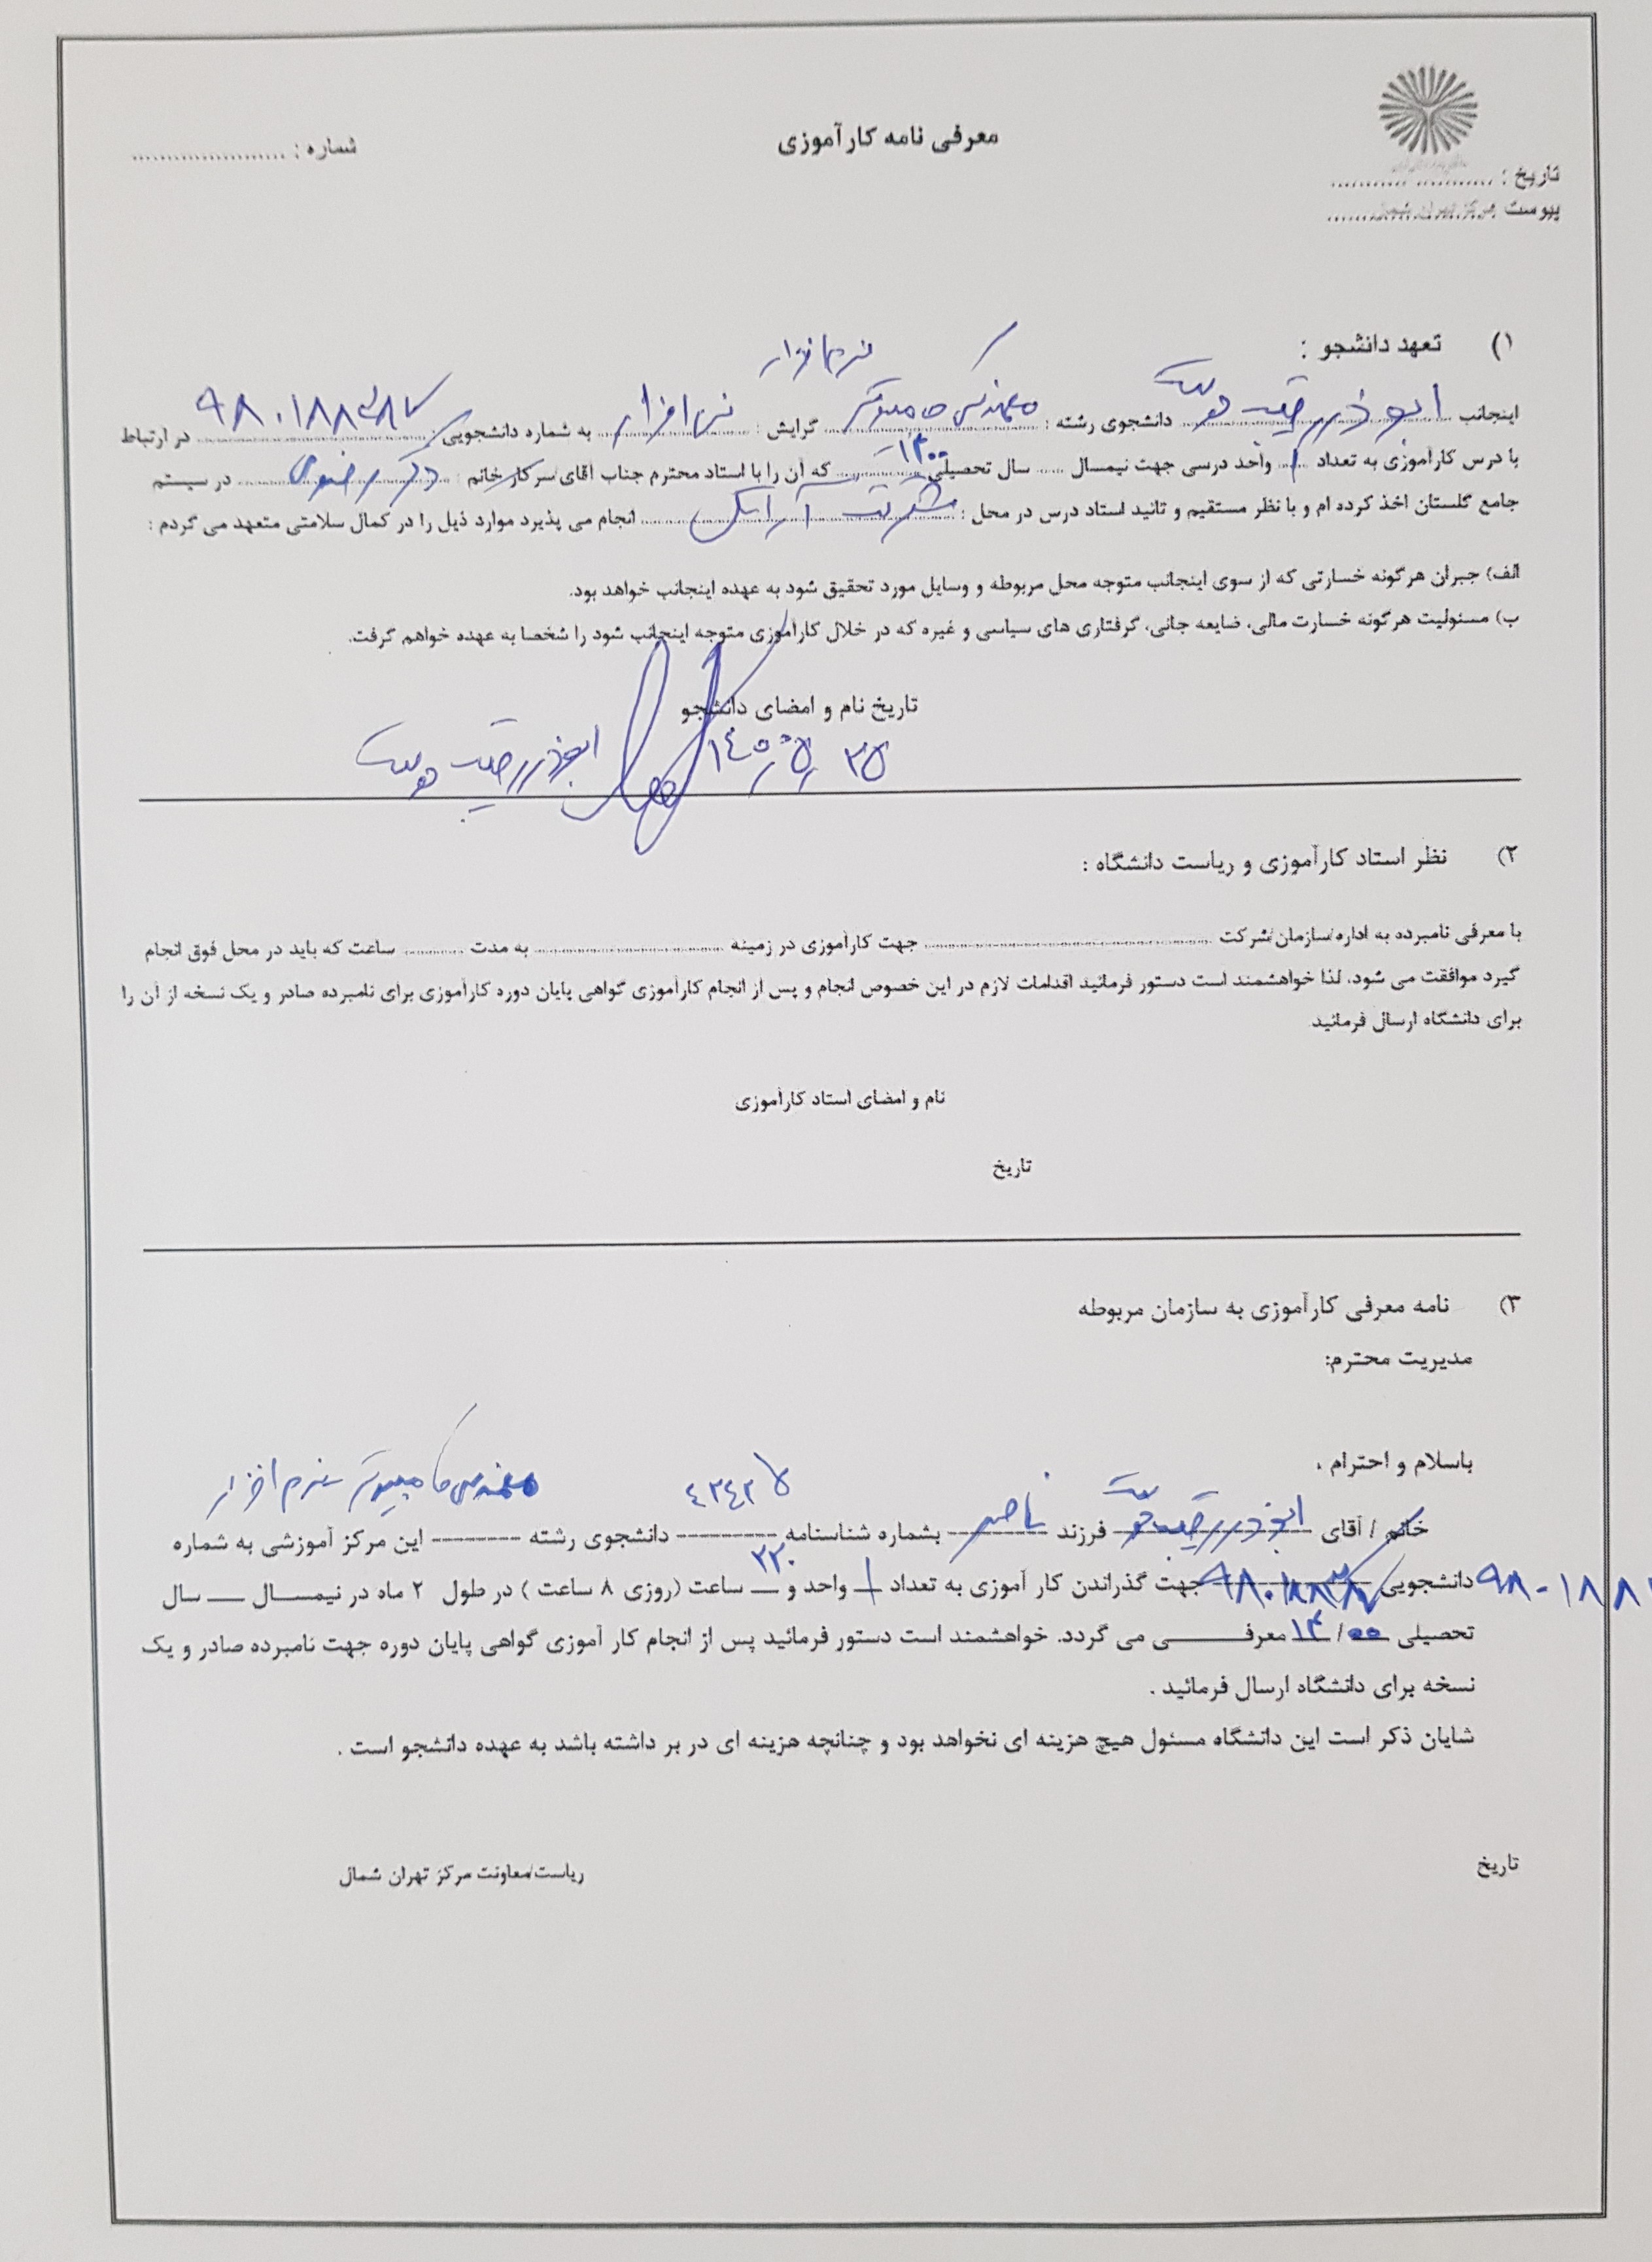 معرفی نامه کارآموزی
شماره : ......................
تاریخ : ......................
پیوست مرکز تهران شمال
۱) تعهد دانشجو :
نرم افزار
اینجانب ابوذر رقیب دوست دانشجوی رشته : مهندسی کامپیوتر گرایش : نرم افزار به شماره دانشجویی : در ارتباط
با درس کارآموزی به تعداد ۱ واحد درسی جهت نیمسال ...... سال تحصیلی ۱۴۰۰ که آن را با استاد محترم جناب آقای سرکار خانم : دکتر رضوی در سیستم
جامع گلستان اخذ کرده ام و با نظر مستقیم و تائید استاد درس در محل : شرکت انجام می پذیرد موارد ذیل را در کمال سلامتی متعهد می گردم :
الف) جبران هرگونه خسارتی که از سوی اینجانب متوجه محل مربوطه و وسایل مورد تحقیق شود به عهده اینجانب خواهد بود.
ب) مسئولیت هرگونه خسارت مالی، ضایعه جانی، گرفتاری های سیاسی و غیره که در خلال کارآموزی متوجه اینجانب شود را شخصا به عهده خواهم گرفت.
تاریخ نام و امضای دانشجو
ابوذر رقیب دوست
۲) نظر استاد کارآموزی و ریاست دانشگاه :
با معرفی نامبرده به اداره/سازمان/شرکت ........................ جهت کارآموزی در زمینه ........................ به مدت ............ ساعت که باید در محل فوق انجام
گیرد موافقت می شود، لذا خواهشمند است دستور فرمائید اقدامات لازم در این خصوص انجام و پس از انجام کارآموزی گواهی پایان دوره کارآموزی برای نامبرده صادر و یک نسخه از آن را
برای دانشگاه ارسال فرمائید
نام و امضای استاد کارآموزی
تاریخ
۳) نامه معرفی کارآموزی به سازمان مربوطه
مدیریت محترم:
باسلام و احترام ،
مهندسی کامپیوتر نرم افزار
خانم / آقای ابوذر رقیب دوست فرزند ناصر بشماره شناسنامه --------- دانشجوی رشته -------- این مرکز آموزشی به شماره
دانشجویی جهت گذراندن کار آموزی به تعداد ۱ واحد و ۲۲۰ ساعت (روزی ۸ ساعت ) در طول ۲ ماه در نیمسال ___ سال
تحصیلی ۱۴/۰۰ معرفی می گردد. خواهشمند است دستور فرمائید پس از انجام کار آموزی گواهی پایان دوره جهت نامبرده صادر و یک
نسخه برای دانشگاه ارسال فرمائید .
شایان ذکر است این دانشگاه مسئول هیچ هزینه ای نخواهد بود و چنانچه هزینه ای در بر داشته باشد به عهده دانشجو است .
تاریخ
ریاست/معاونت مرکز تهران شمال